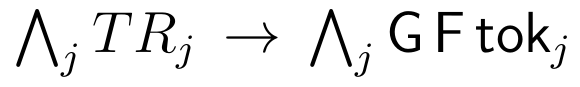 ⋀_j TR_j → ⋀_j G F tok_j